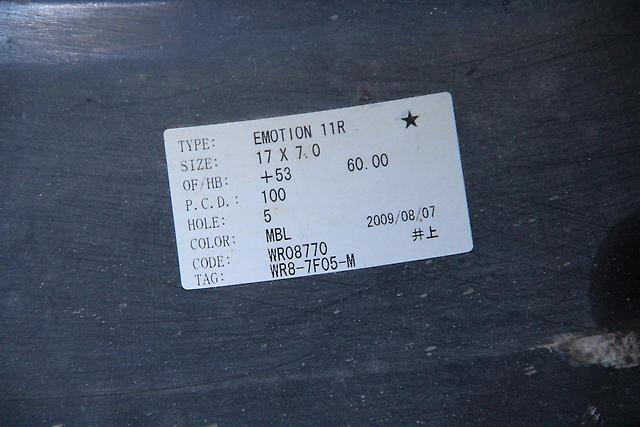 TYPE: EMOTION 11R ★
SIZE: 17 X 7.0
OF/HB: +53 60.00
P.C.D.: 100
HOLE: 5
COLOR: MBL 2009/08/07
CODE: WR08770 井上
TAG: WR8-7F05-M